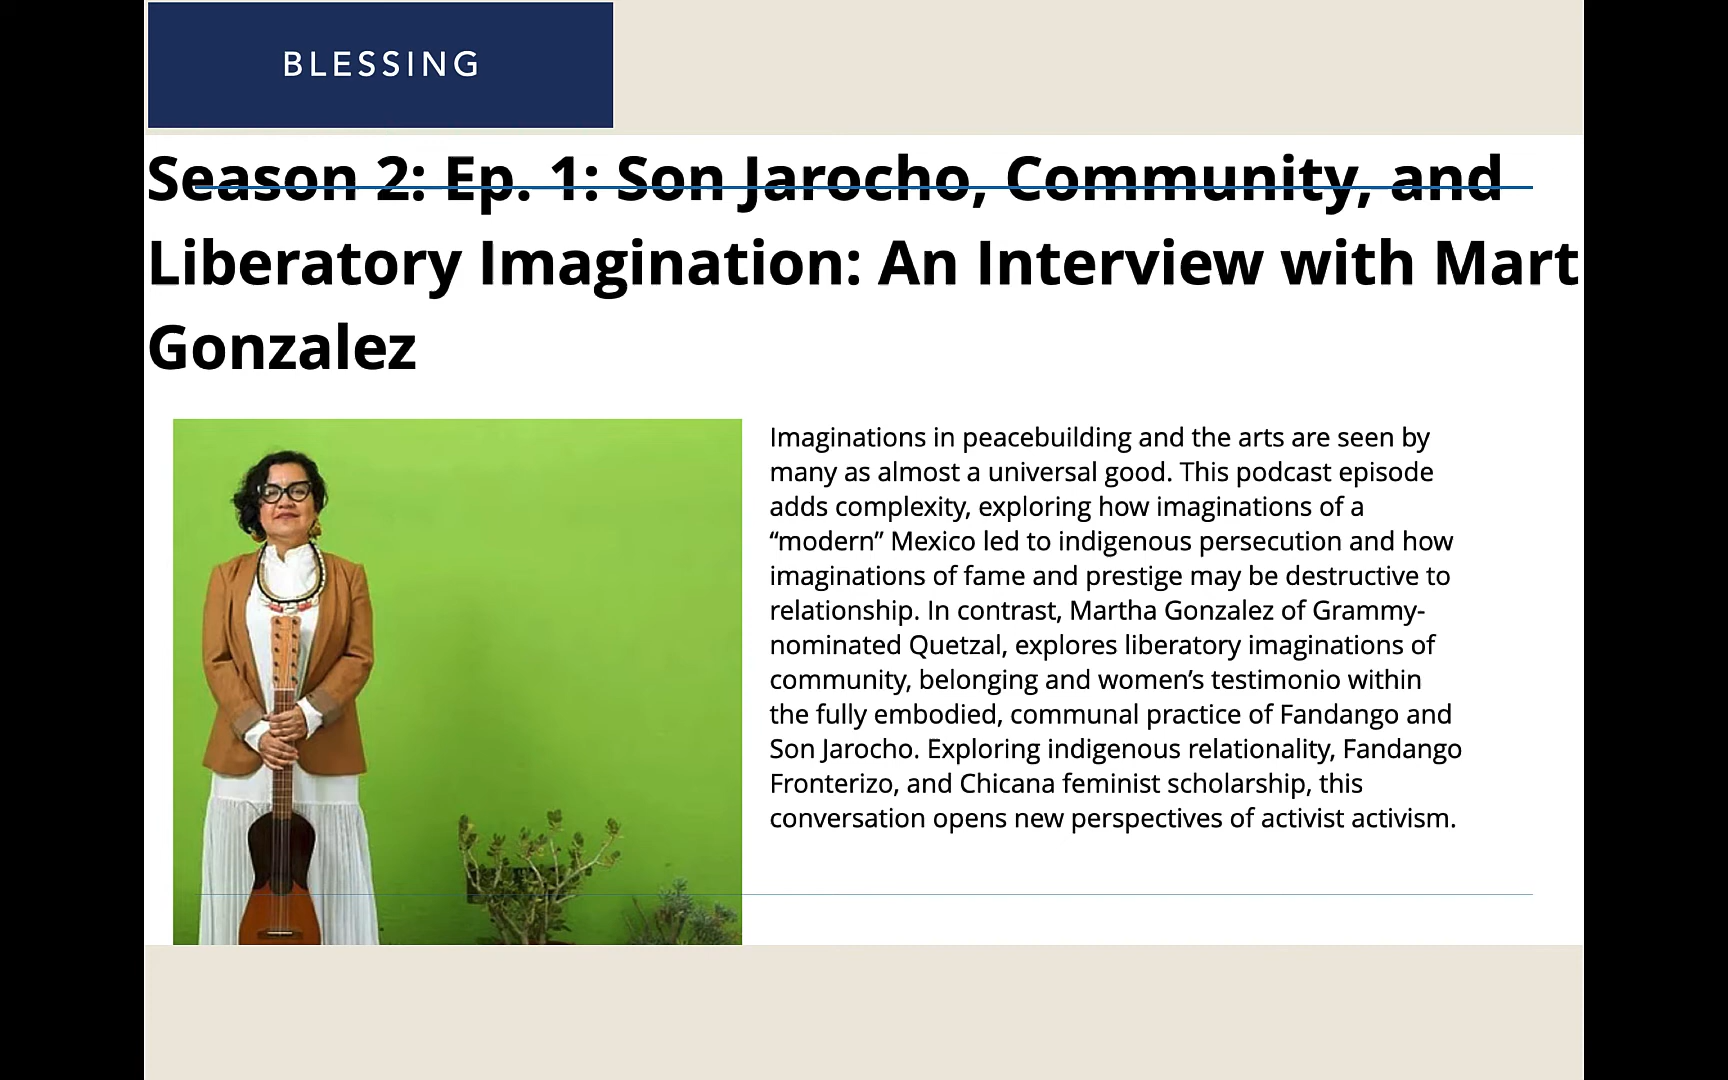 BLESSING
Season 2: Ep. 1: Son Jarocho, Community, and
Liberatory Imagination: An Interview with Mart
Gonzalez
Imaginations in peacebuilding and the arts are seen by
many as almost a universal good. This podcast episode
adds complexity, exploring how imaginations of a
“modern” Mexico led to indigenous persecution and how
imaginations of fame and prestige may be destructive to
relationship. In contrast, Martha Gonzalez of Grammy-
nominated Quetzal, explores liberatory imaginations of
community, belonging and women’s testimonio within
the fully embodied, communal practice of Fandango and
Son Jarocho. Exploring indigenous relationality, Fandango
Fronterizo, and Chicana feminist scholarship, this
conversation opens new perspectives of activist activism.